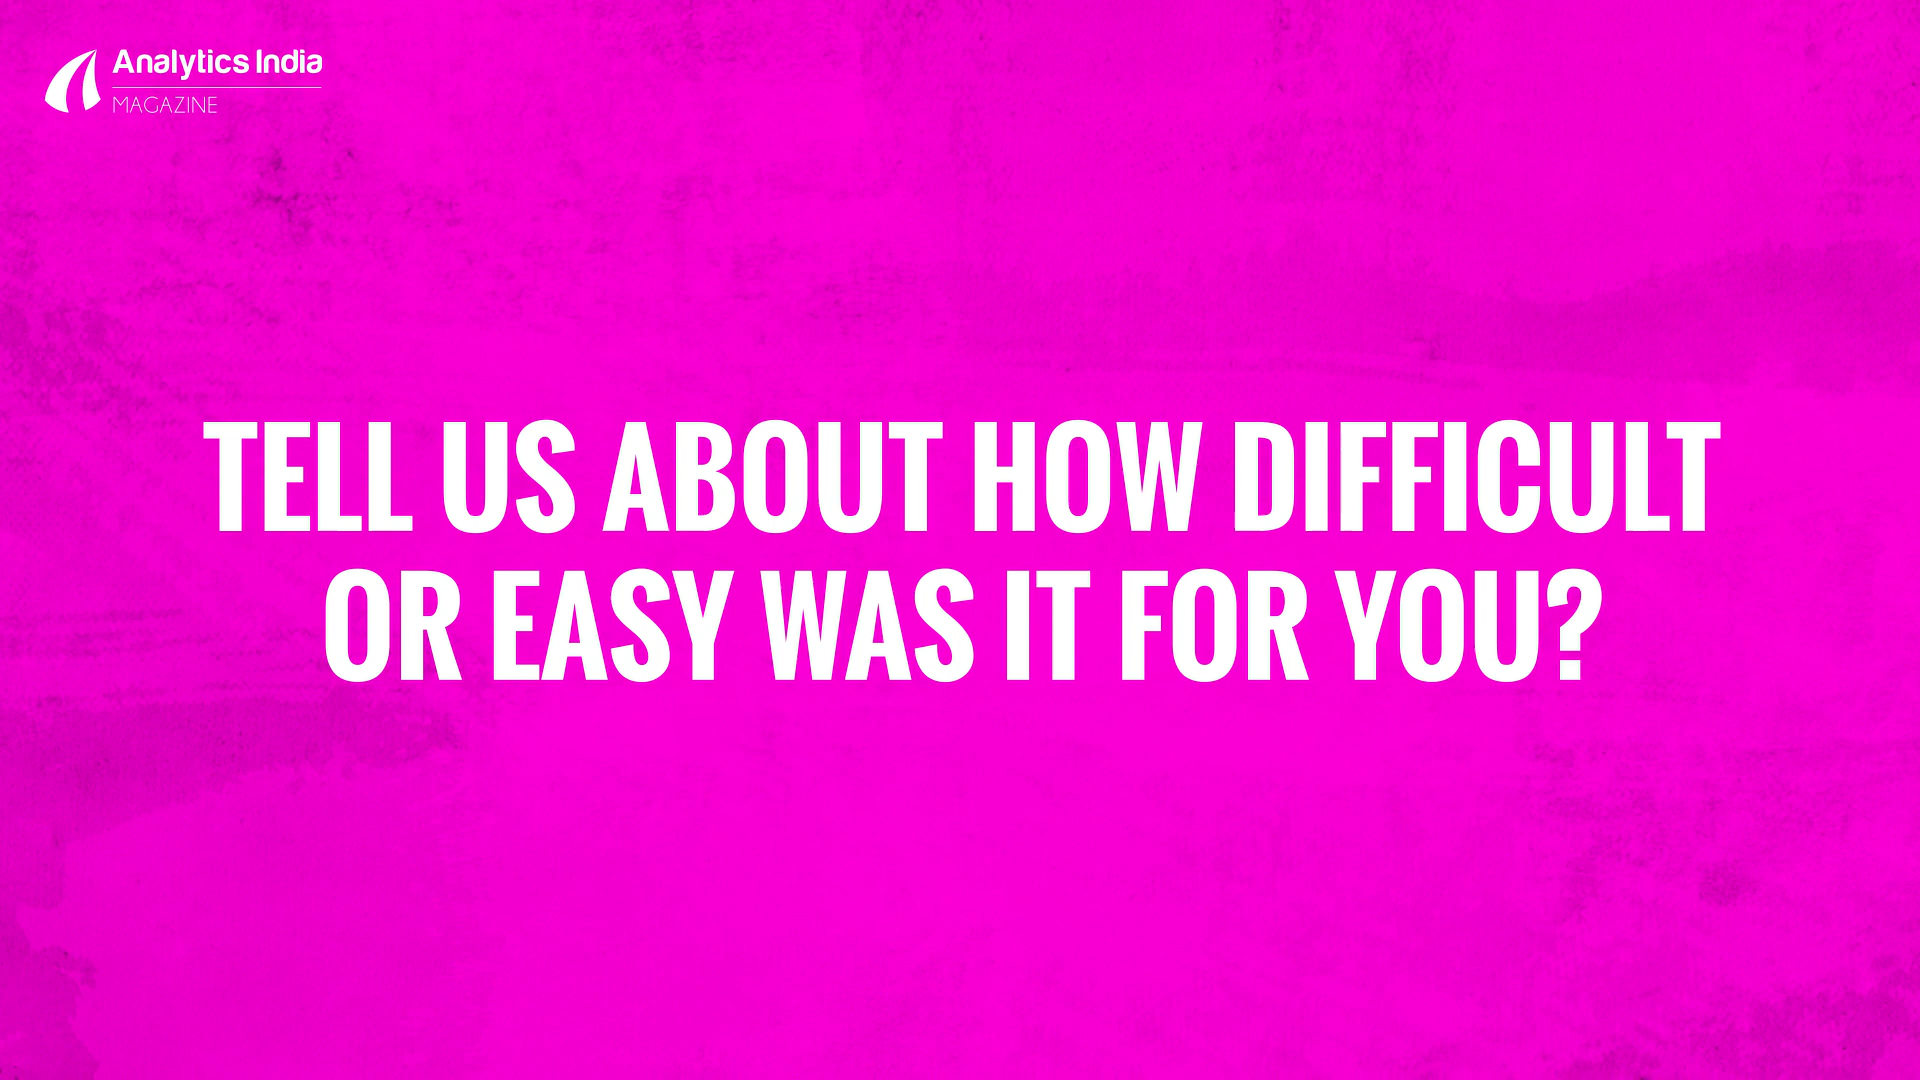 Analytics India
MAGAZINE
TELL US ABOUT HOW DIFFICULT
OR EASY WAS IT FOR YOU?